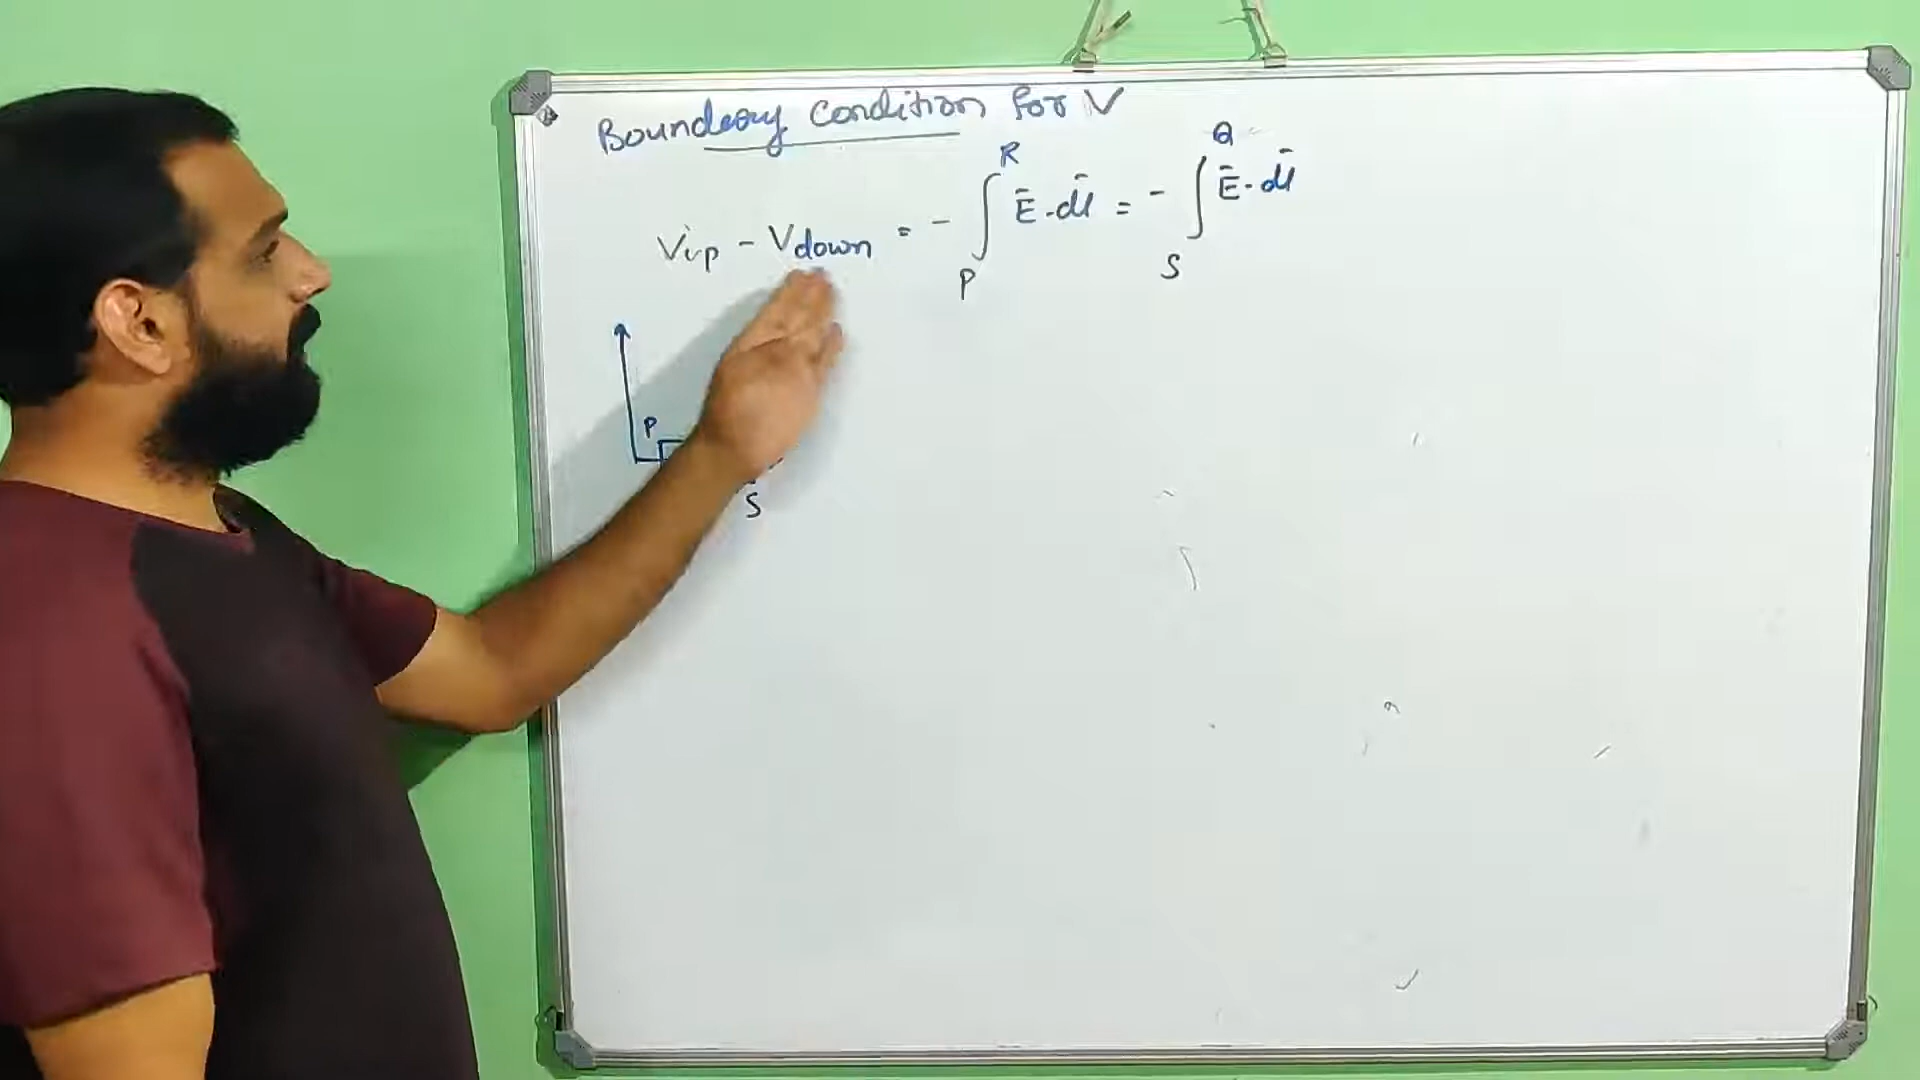 Boundary Condition for V
Vup - Vdown = - ∫_P^R Ē.dl̄ = - ∫_S^Q Ē.dl̄
P
S